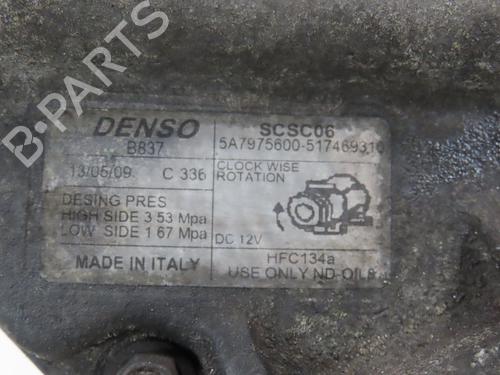 DENSO
B837
13/05/09. C 336
DESING PRES
HIGH SIDE 3 53 Mpa
LOW SIDE 1 67 Mpa
MADE IN ITALY
SCSC06
5A7975600-517469310
CLOCK WISE
ROTATION
DC 12V
HFC134a
USE ONLY ND-OIL8
B-PARTS